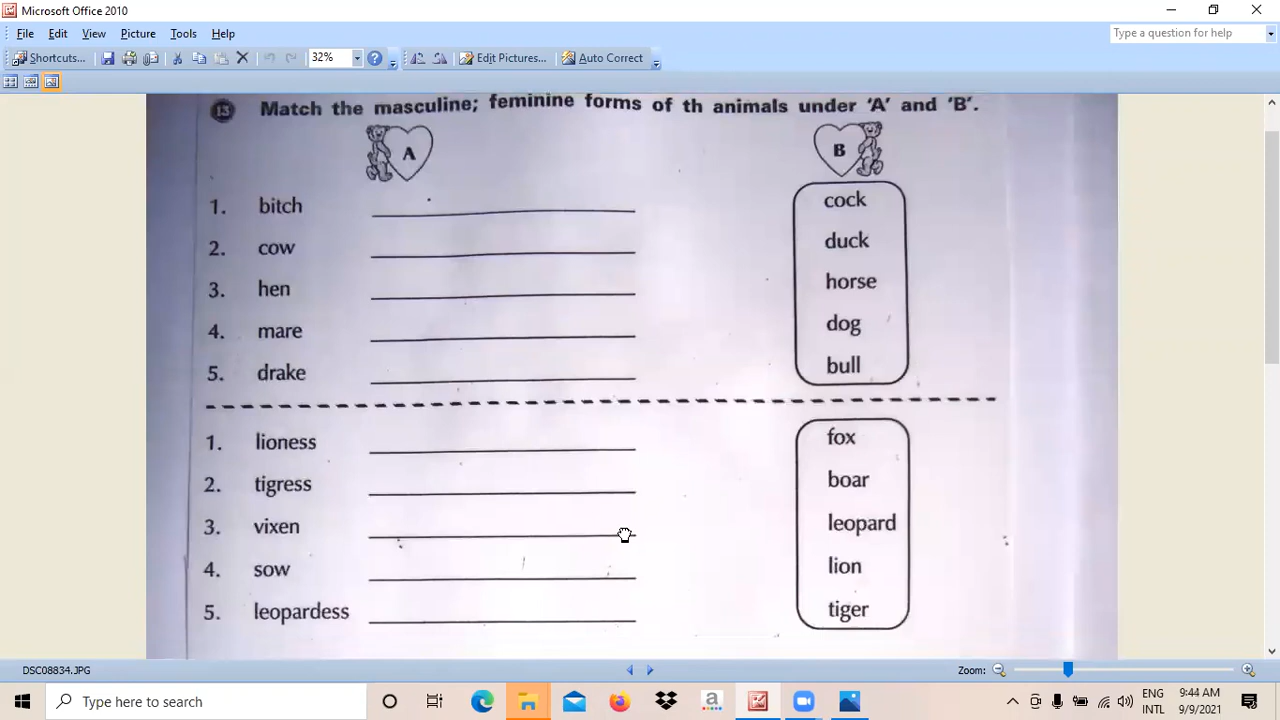 Microsoft Office 2010
File Edit View Picture Tools Help
Type a question for help
Shortcuts... 32% Edit Pictures... Auto Correct
13 Match the masculine; feminine forms of th animals under 'A' and 'B'.
A B
1. bitch cock
2. cow duck
3. hen horse
4. mare dog
5. drake bull
1. lioness fox
2. tigress boar
3. vixen leopard
4. sow lion
5. leopardess tiger
DSC08834.JPG Zoom:
Type here to search
ENG 9:44 AM
INTL 9/9/2021